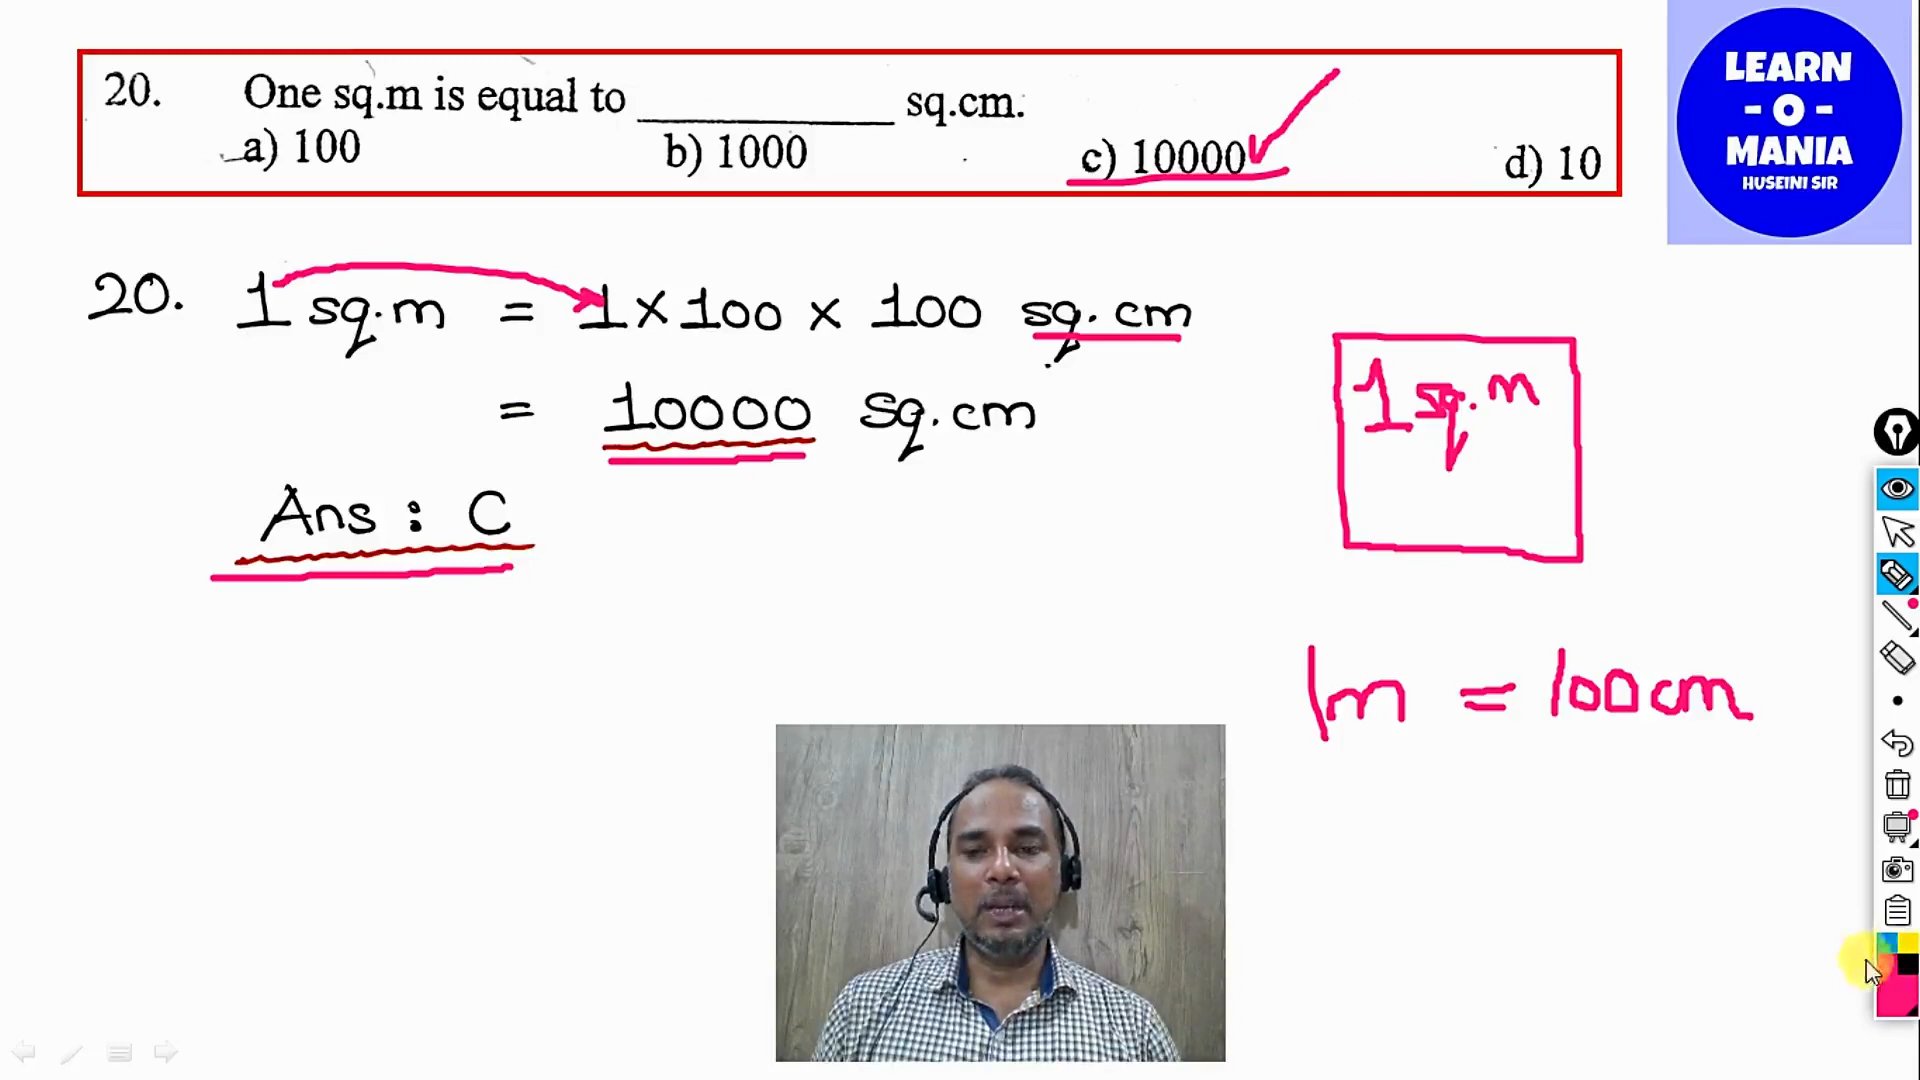 20. One sq.m is equal to __________ sq.cm.
a) 100 b) 1000 c) 10000 d) 10
LEARN
- O -
MANIA
HUSEINI SIR
20. 1 sq.m = 1 x 100 x 100 sq.cm
= 10000 sq.cm
Ans : C
1 sq.m
1m = 100cm